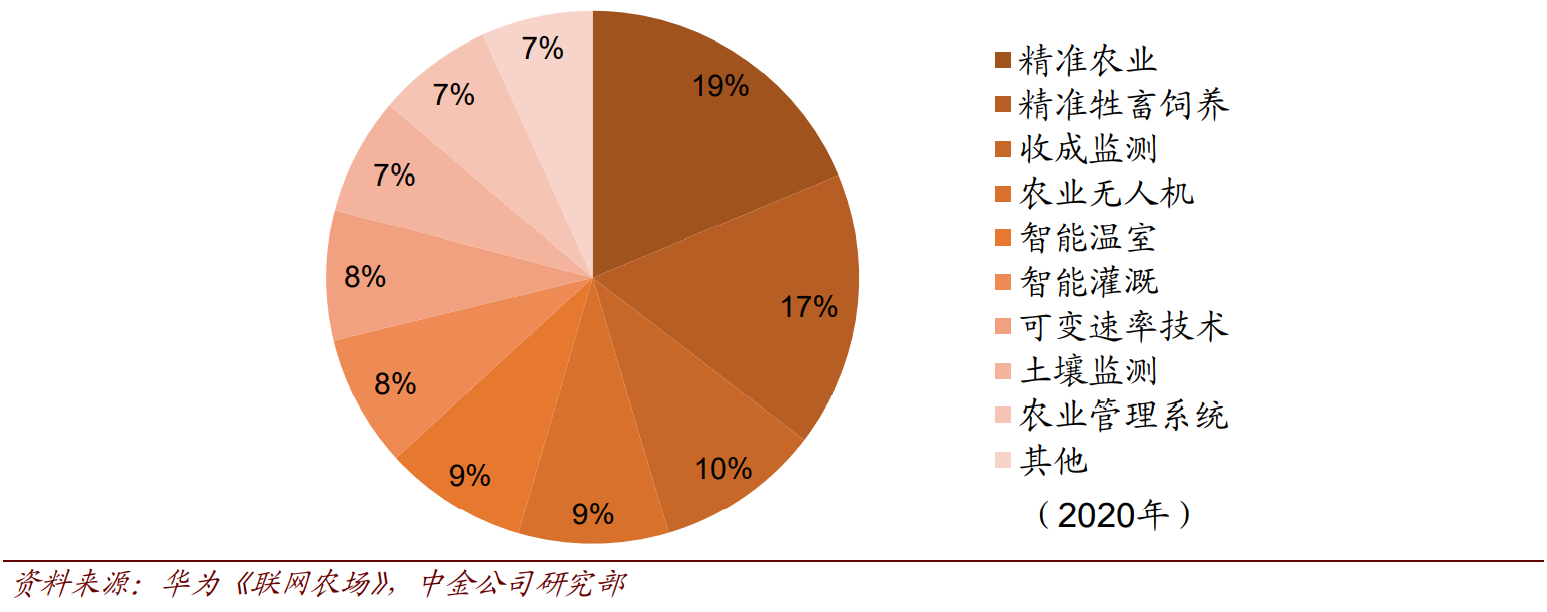 19%
17%
10%
9%
9%
8%
8%
7%
7%
7%
精准农业
精准牲畜饲养
收成监测
农业无人机
智能温室
智能灌溉
可变速率技术
土壤监测
农业管理系统
其他
（2020年）
资料来源：华为《联网农场》，中金公司研究部